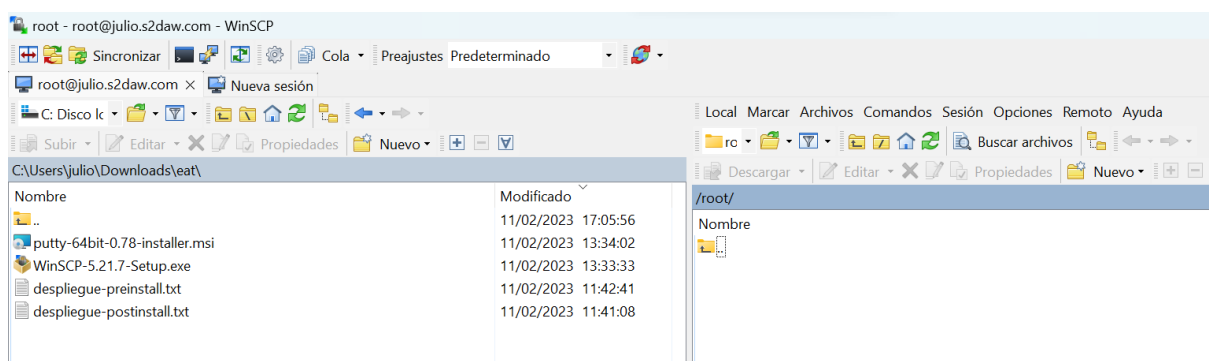 root - root@julio.s2daw.com - WinSCP
Sincronizar Cola Preajustes Predeterminado
root@julio.s2daw.com × Nueva sesión
C: Disco lc
Subir Editar Propiedades Nuevo
C:\Users\julio\Downloads\eat\
Nombre Modificado
.. 11/02/2023 17:05:56
putty-64bit-0.78-installer.msi 11/02/2023 13:34:02
WinSCP-5.21.7-Setup.exe 11/02/2023 13:33:33
despliegue-preinstall.txt 11/02/2023 11:42:41
despliegue-postinstall.txt 11/02/2023 11:41:08
Local Marcar Archivos Comandos Sesión Opciones Remoto Ayuda
rc Buscar archivos
Descargar Editar Propiedades Nuevo
/root/
Nombre
..